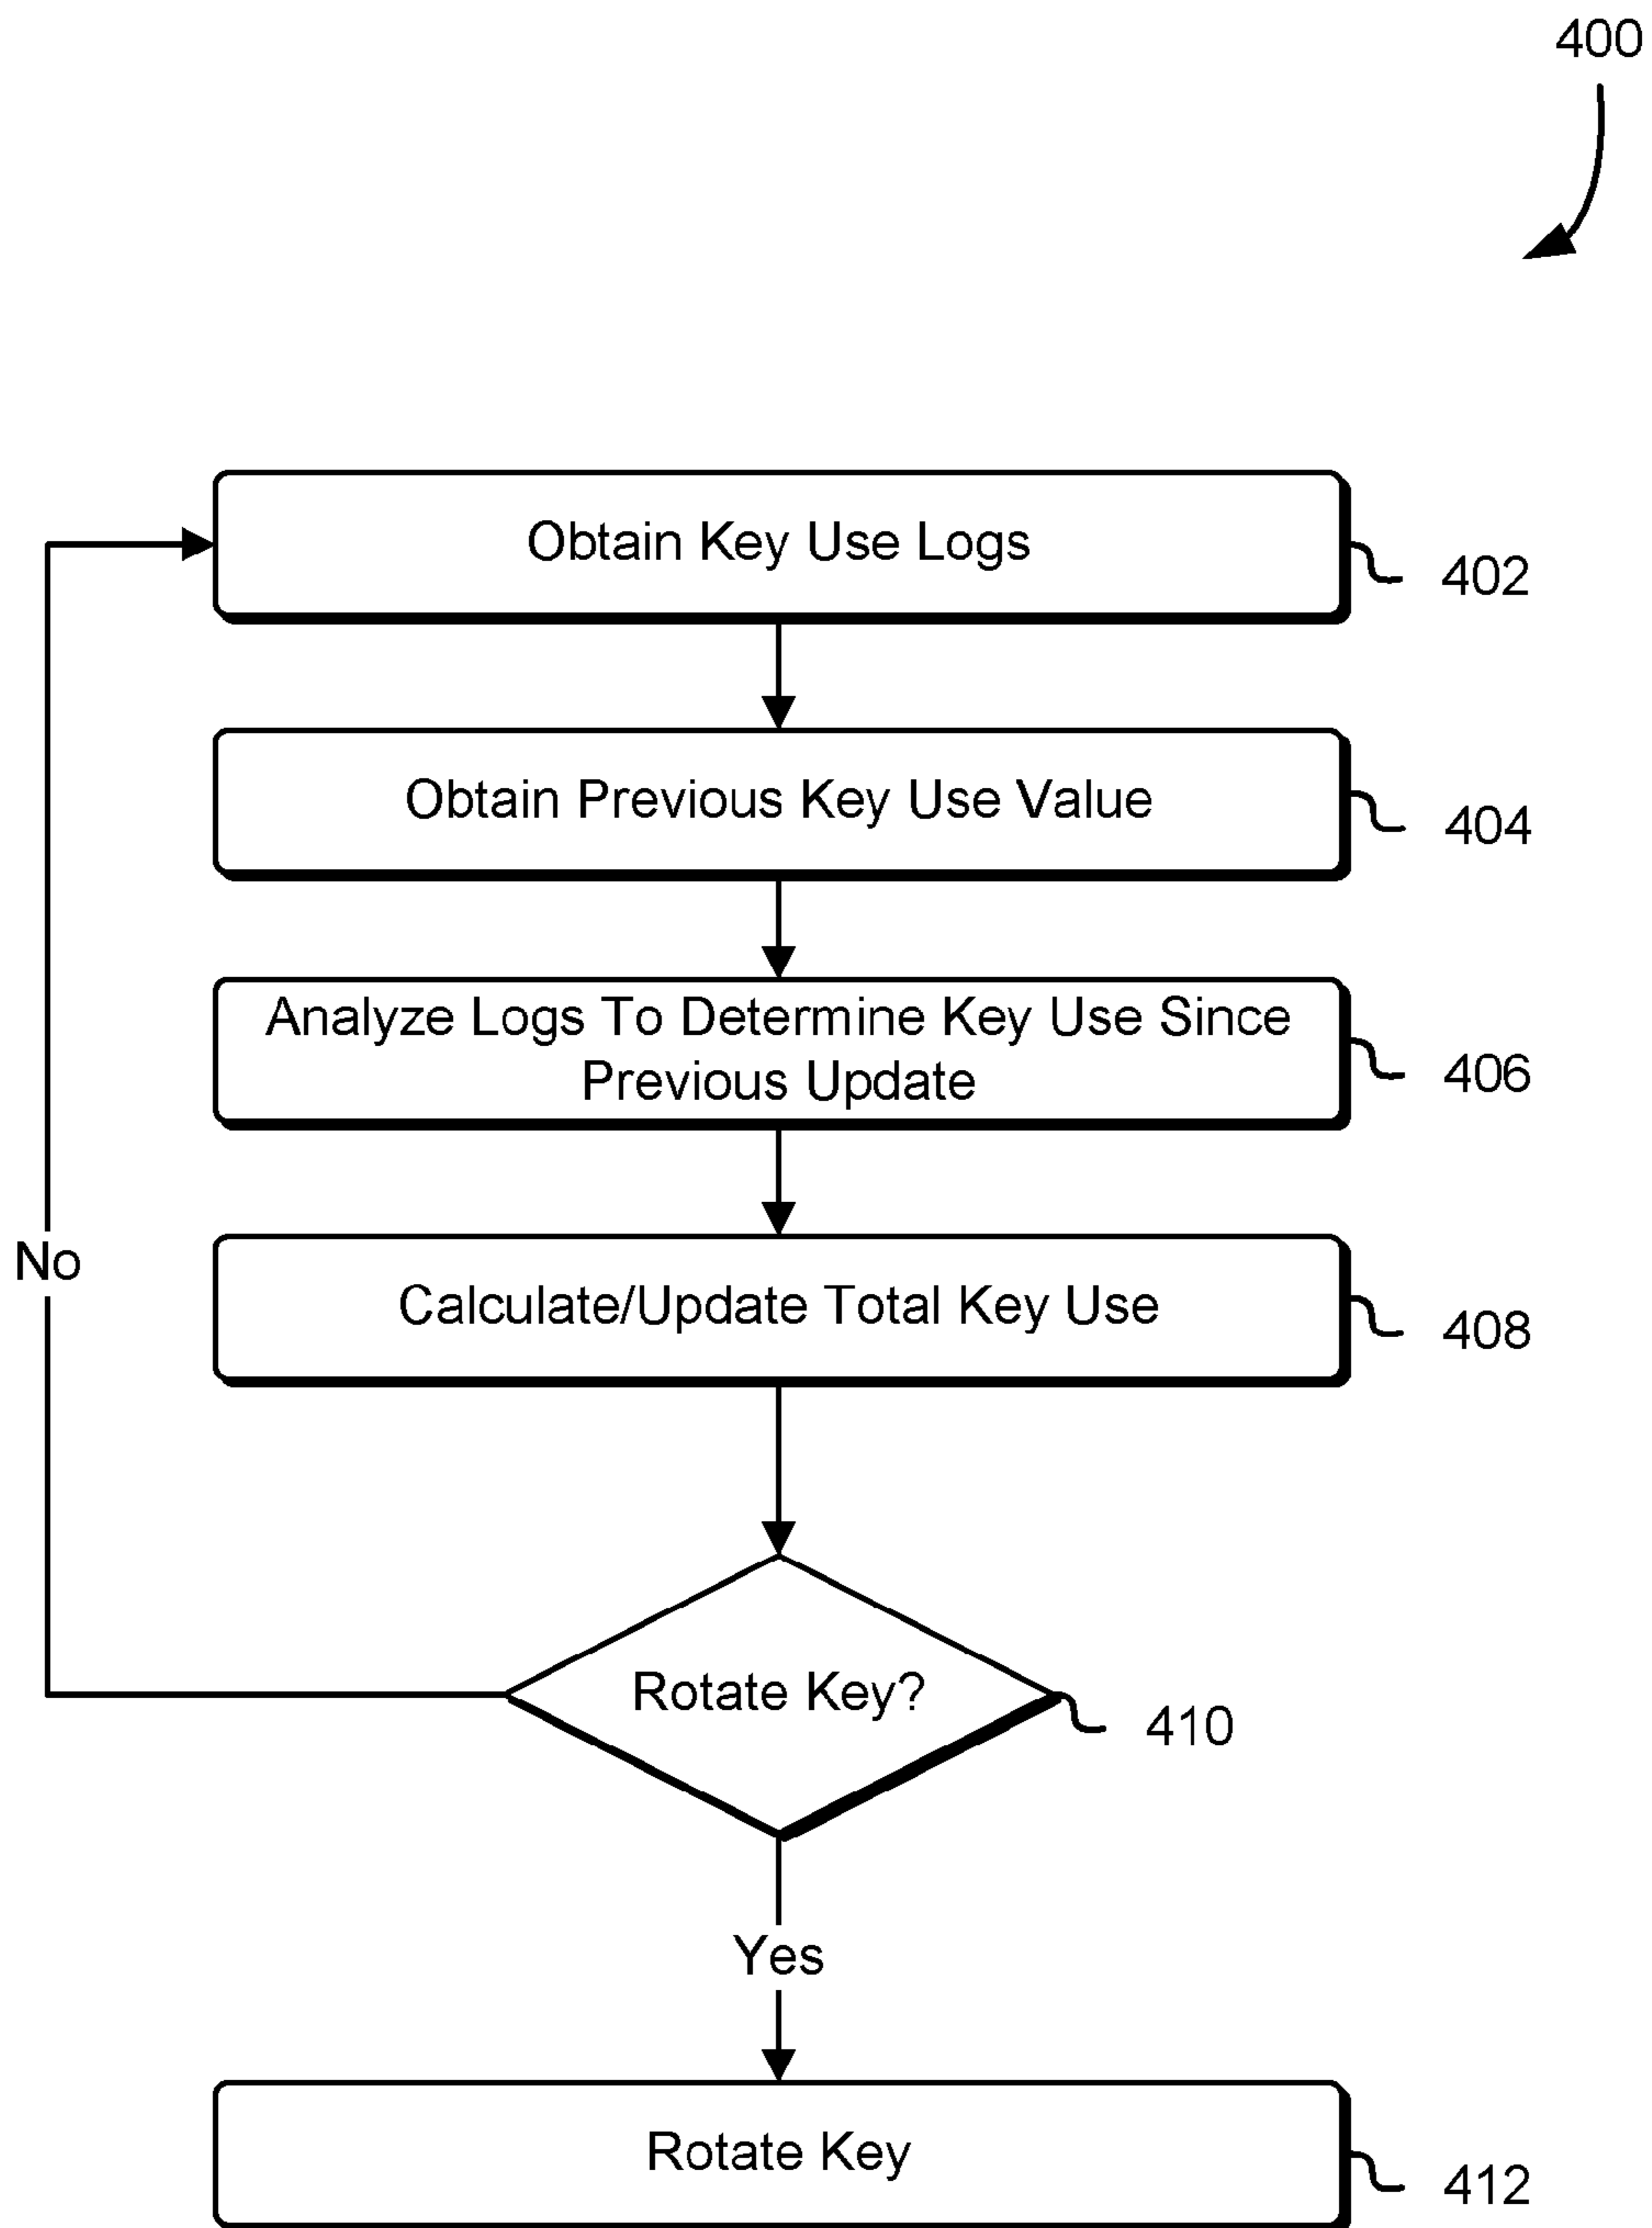 400
Obtain Key Use Logs
402
Obtain Previous Key Use Value
404
Analyze Logs To Determine Key Use Since
Previous Update
406
No
Calculate/Update Total Key Use
408
Rotate Key?
410
Yes
Rotate Key
412